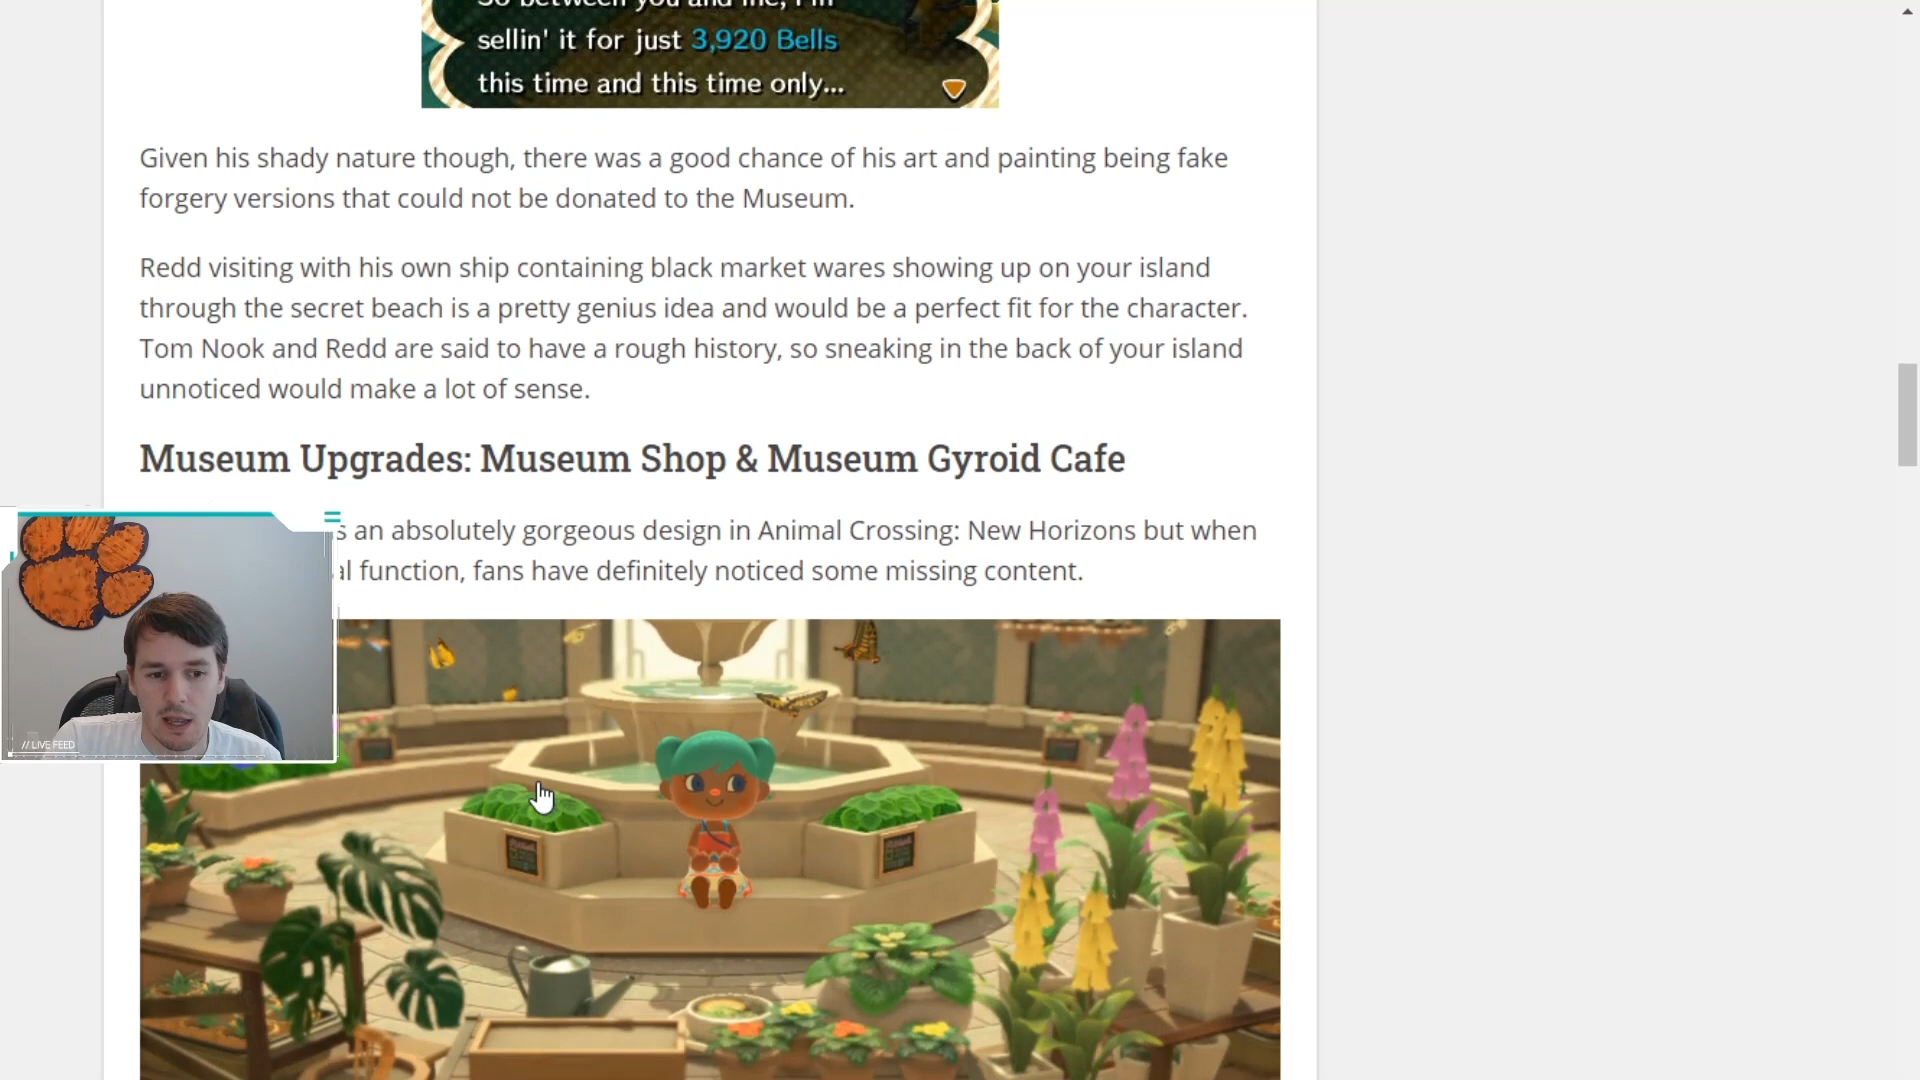 So between you and me, I'm
sellin' it for just 3,920 Bells
this time and this time only...
Given his shady nature though, there was a good chance of his art and painting being fake
forgery versions that could not be donated to the Museum.
Redd visiting with his own ship containing black market wares showing up on your island
through the secret beach is a pretty genius idea and would be a perfect fit for the character.
Tom Nook and Redd are said to have a rough history, so sneaking in the back of your island
unnoticed would make a lot of sense.
Museum Upgrades: Museum Shop & Museum Gyroid Cafe
an absolutely gorgeous design in Animal Crossing: New Horizons but when
function, fans have definitely noticed some missing content.
// LIVE FEED